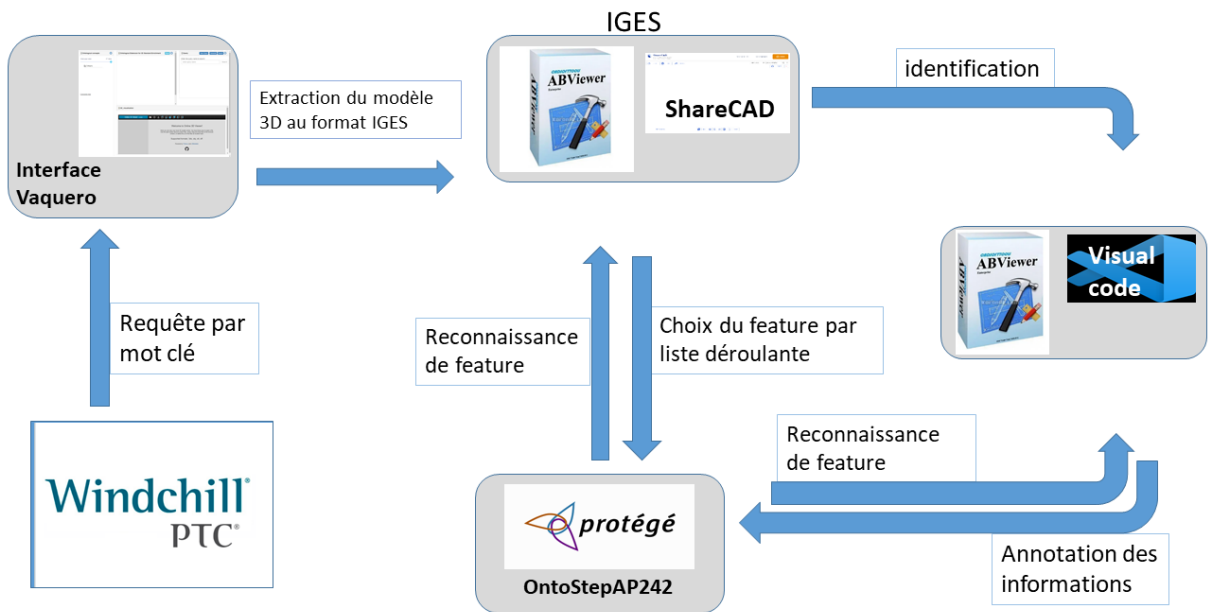 IGES
ABViewer
ShareCAD
identification
Extraction du modèle
3D au format IGES
Interface
Vaquero
ABViewer
Visual
code
Requête par
mot clé
Reconnaissance
de feature
Choix du feature par
liste déroulante
Reconnaissance
de feature
Windchill®
PTC®
protégé
OntoStepAP242
Annotation des
informations